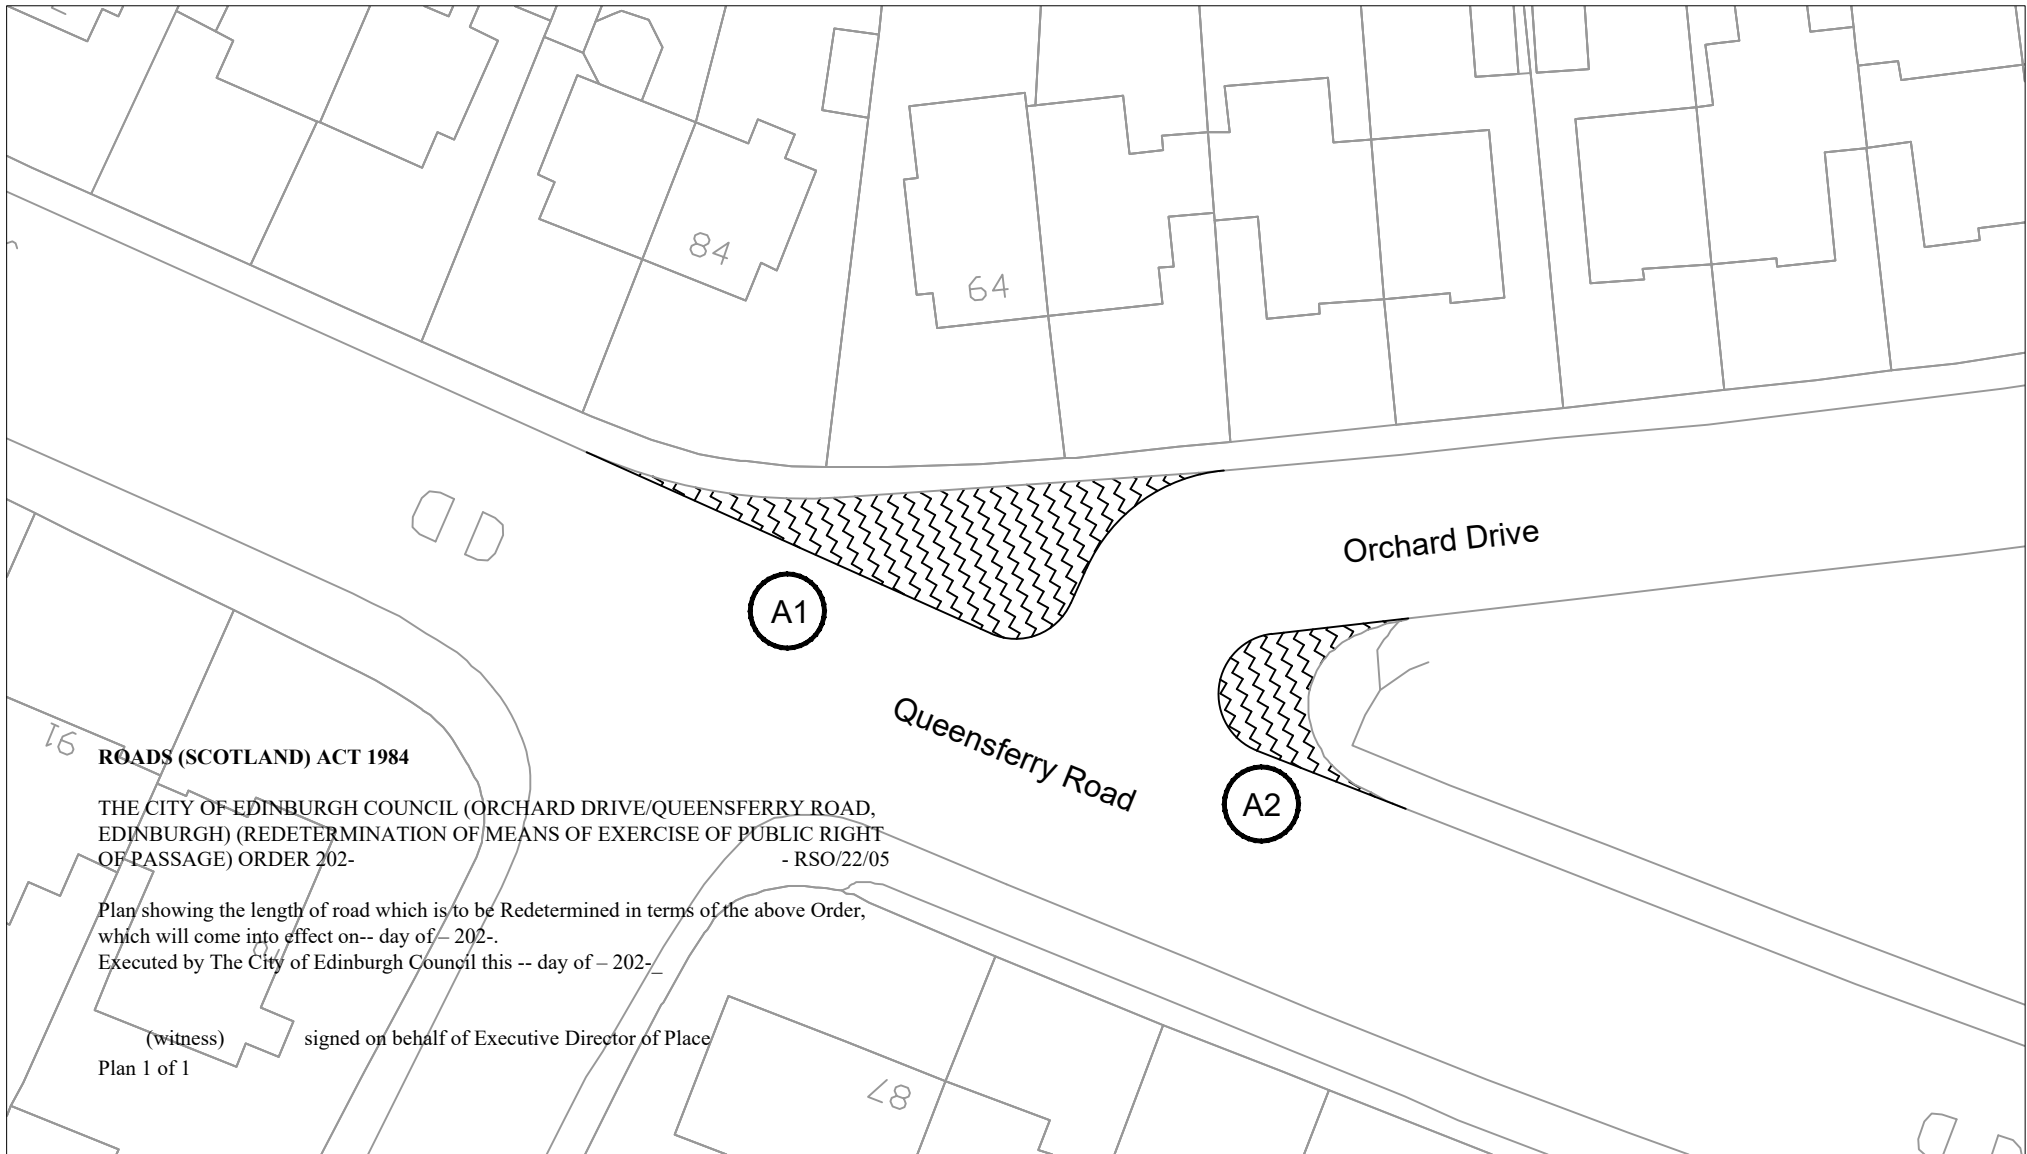 84
64
Orchard Drive
A1
Queensferry Road
A2
91
ROADS (SCOTLAND) ACT 1984
THE CITY OF EDINBURGH COUNCIL (ORCHARD DRIVE/QUEENSFERRY ROAD,
EDINBURGH) (REDETERMINATION OF MEANS OF EXERCISE OF PUBLIC RIGHT
OF PASSAGE) ORDER 202- - RSO/22/05
Plan showing the length of road which is to be Redetermined in terms of the above Order,
which will come into effect on-- day of – 202-.
Executed by The City of Edinburgh Council this -- day of – 202-_
(witness) signed on behalf of Executive Director of Place
Plan 1 of 1
87